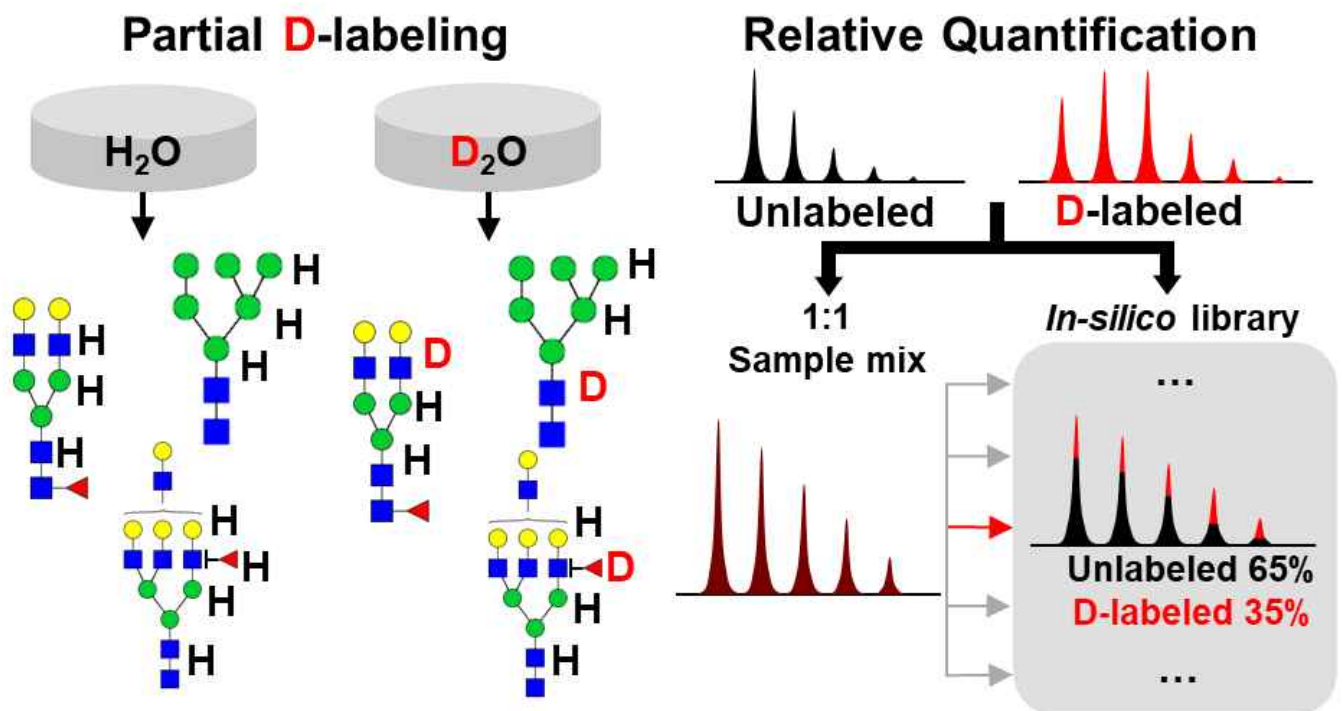 Partial D-labeling
H₂O
D₂O
H
H
H
H
H
H
H
H
H
H
H
D
H
H
D
D
H
H
D
H
H
Relative Quantification
Unlabeled
D-labeled
1:1
Sample mix
In-silico library
...
Unlabeled 65%
D-labeled 35%
...